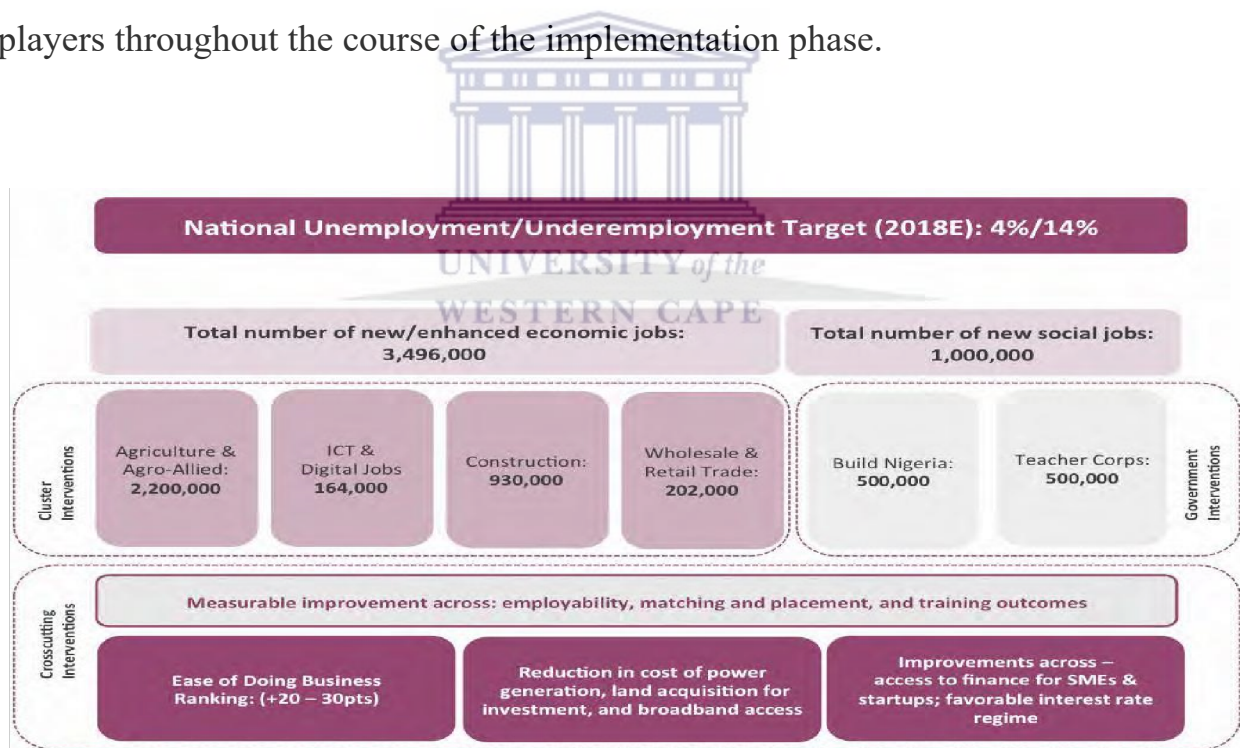 players throughout the course of the implementation phase.
National Unemployment/Underemployment Target (2018E): 4%/14%
UNIVERSITY of the
WESTERN CAPE
Total number of new/enhanced economic jobs:
3,496,000
Total number of new social jobs:
1,000,000
Cluster
Interventions
Agriculture &
Agro-Allied:
2,200,000
ICT &
Digital Jobs
164,000
Construction:
930,000
Wholesale &
Retail Trade:
202,000
Build Nigeria:
500,000
Teacher Corps:
500,000
Government
Interventions
Crosscutting
Interventions
Measurable improvement across: employability, matching and placement, and training outcomes
Ease of Doing Business
Ranking: (+20 – 30pts)
Reduction in cost of power
generation, land acquisition for
investment, and broadband access
Improvements across –
access to finance for SMEs &
startups; favorable interest rate
regime